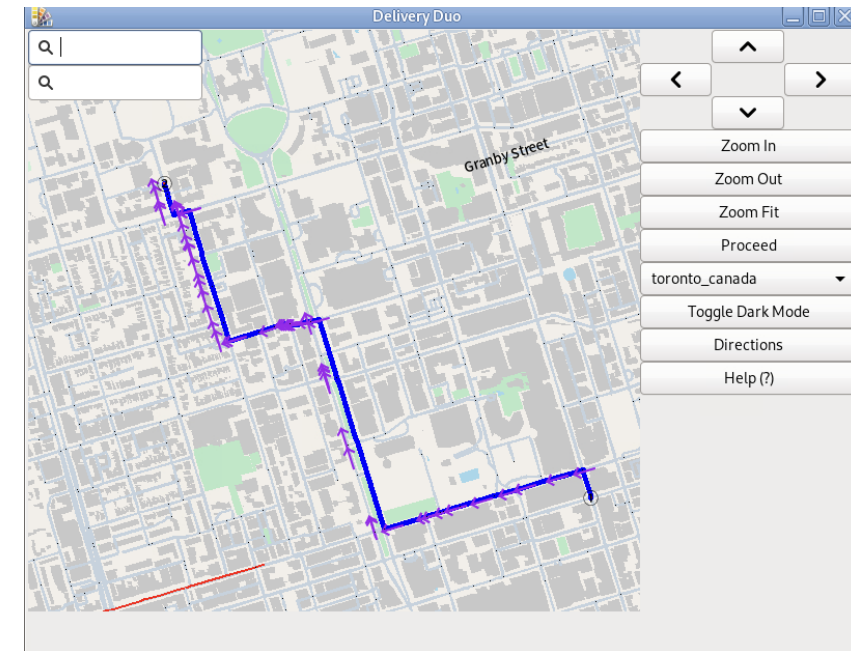 Delivery Duo
Granby Street
Zoom In
Zoom Out
Zoom Fit
Proceed
toronto_canada
Toggle Dark Mode
Directions
Help (?)